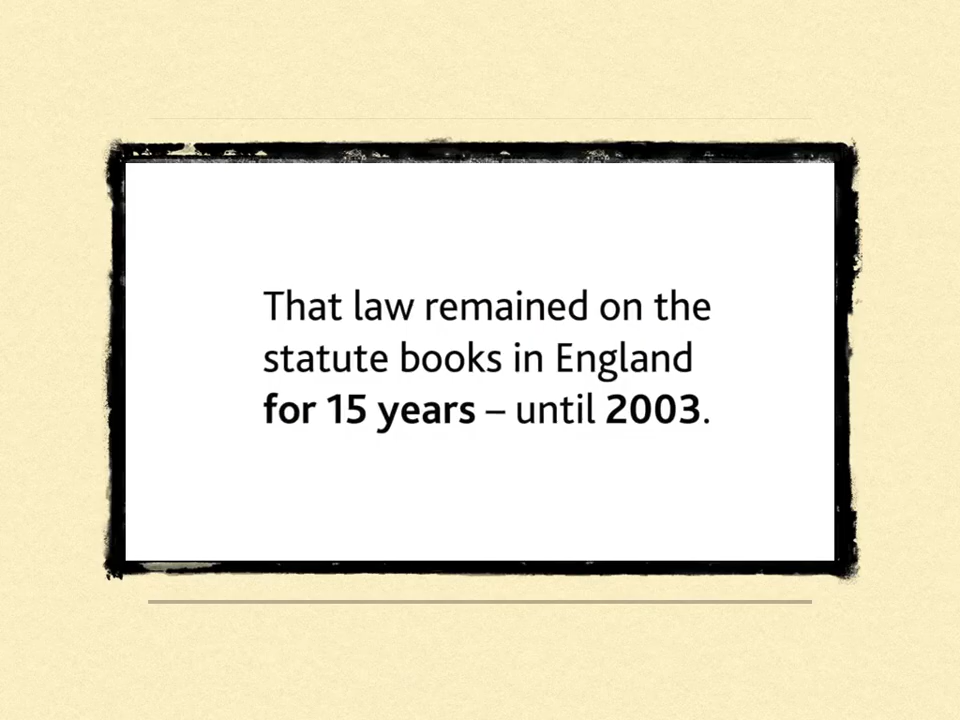 That law remained on the
statute books in England
for 15 years – until 2003.